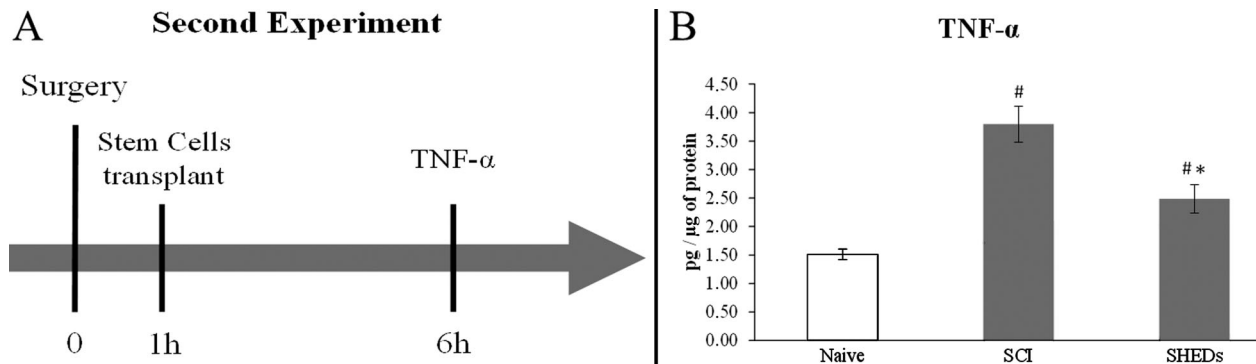 A
Second Experiment
Surgery
Stem Cells
transplant
TNF-α
0
1h
6h
B
TNF-α
pg / µg of protein
4.50
4.00
3.50
3.00
2.50
2.00
1.50
1.00
0.50
0.00
#
#*
Naive
SCI
SHEDs